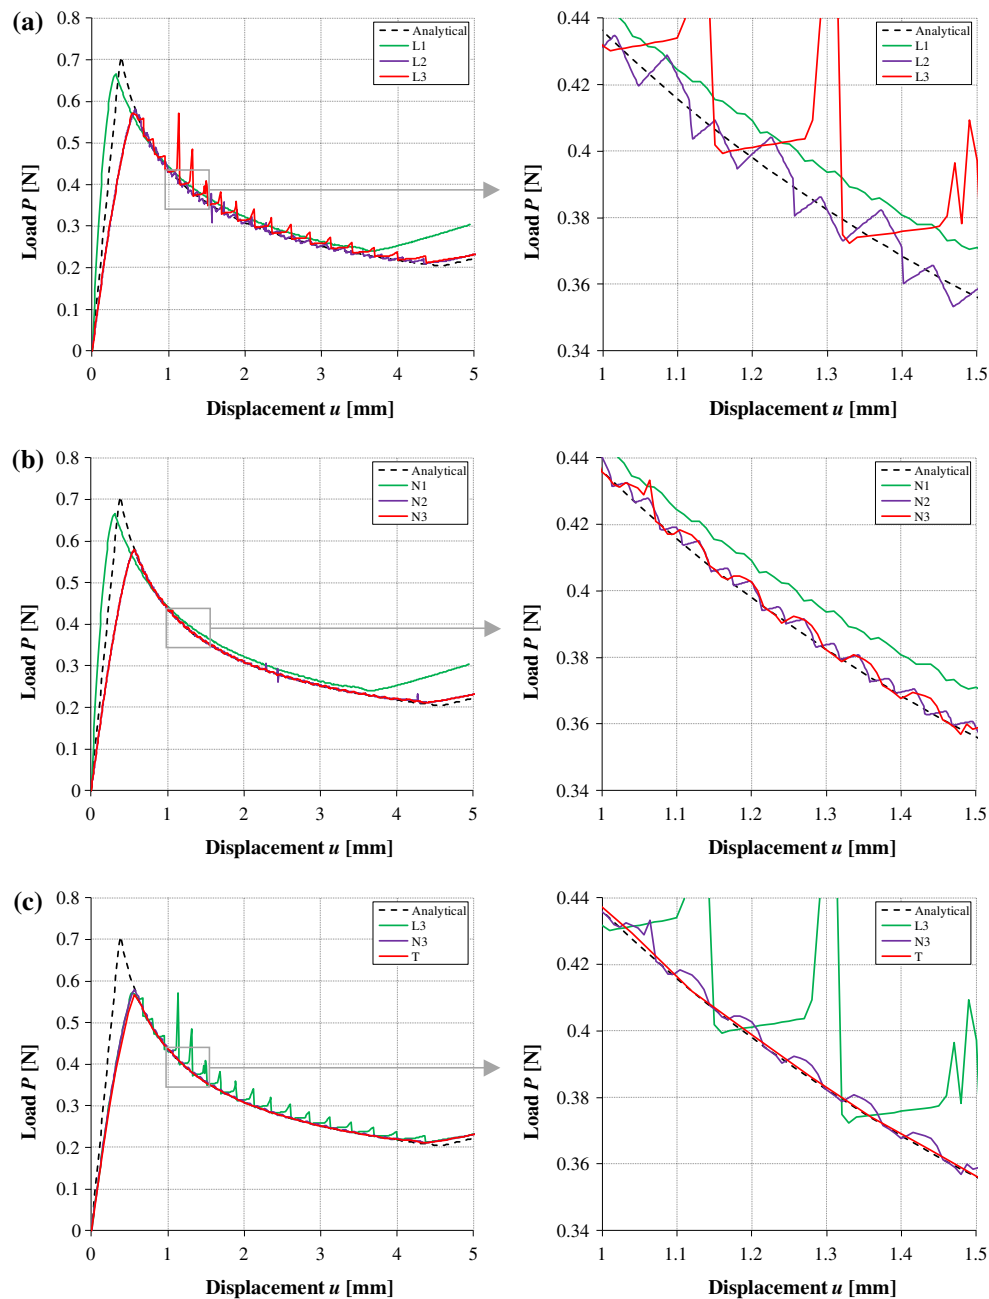 (a)
0.8
0.7
0.6
0.5
0.4
0.3
0.2
0.1
0
Load P [N]
0 1 2 3 4 5
Displacement u [mm]
Analytical
L1
L2
L3
0.44
0.42
0.4
0.38
0.36
0.34
Load P [N]
1 1.1 1.2 1.3 1.4 1.5
Displacement u [mm]
Analytical
L1
L2
L3
(b)
0.8
0.7
0.6
0.5
0.4
0.3
0.2
0.1
0
Load P [N]
0 1 2 3 4 5
Displacement u [mm]
Analytical
N1
N2
N3
0.44
0.42
0.4
0.38
0.36
0.34
Load P [N]
1 1.1 1.2 1.3 1.4 1.5
Displacement u [mm]
Analytical
N1
N2
N3
(c)
0.8
0.7
0.6
0.5
0.4
0.3
0.2
0.1
0
Load P [N]
0 1 2 3 4 5
Displacement u [mm]
Analytical
L3
N3
T
0.44
0.42
0.4
0.38
0.36
0.34
Load P [N]
1 1.1 1.2 1.3 1.4 1.5
Displacement u [mm]
Analytical
L3
N3
T